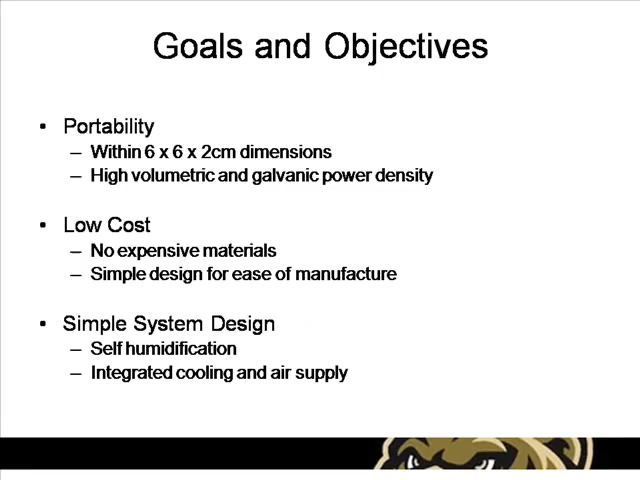 Goals and Objectives
• Portability
– Within 6 x 6 x 2cm dimensions
– High volumetric and galvanic power density
• Low Cost
– No expensive materials
– Simple design for ease of manufacture
• Simple System Design
– Self humidification
– Integrated cooling and air supply